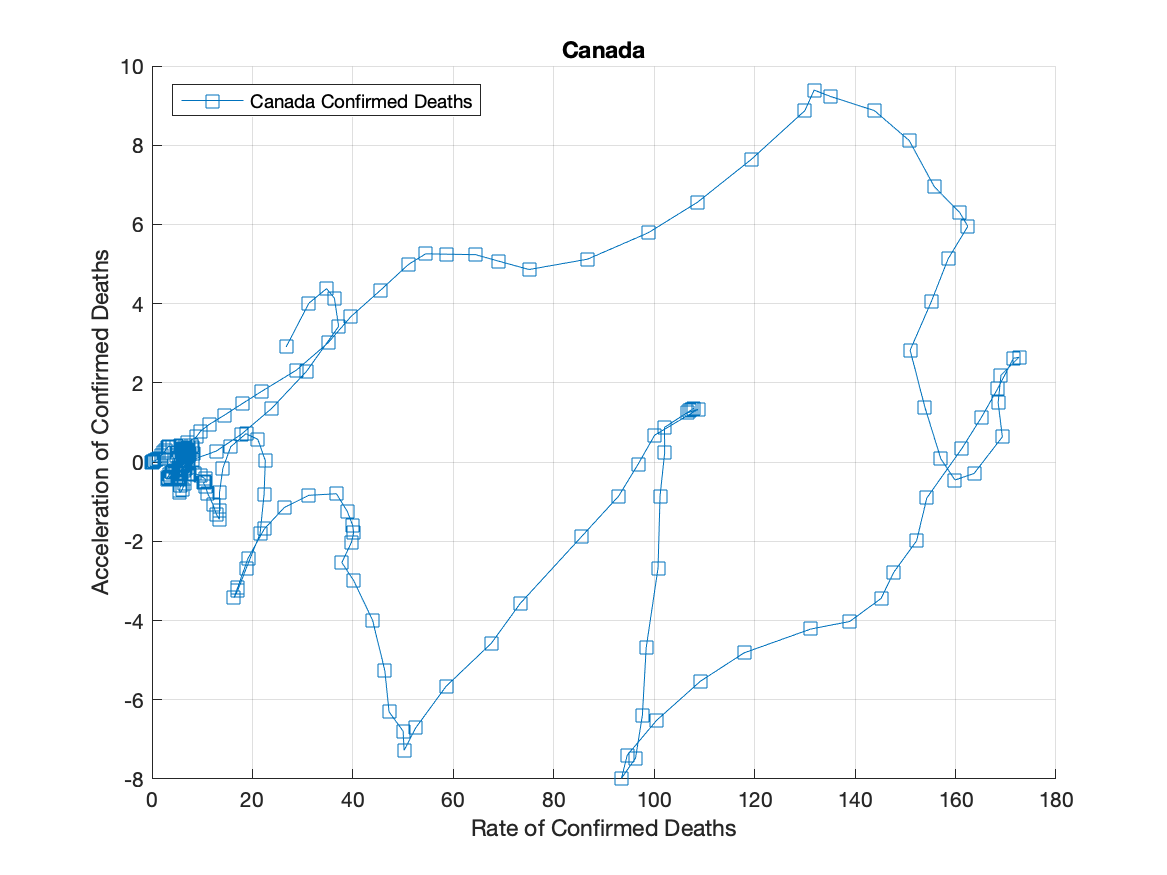 Canada
Canada Confirmed Deaths
10
8
6
4
2
0
-2
-4
-6
-8
Acceleration of Confirmed Deaths
0 20 40 60 80 100 120 140 160 180
Rate of Confirmed Deaths